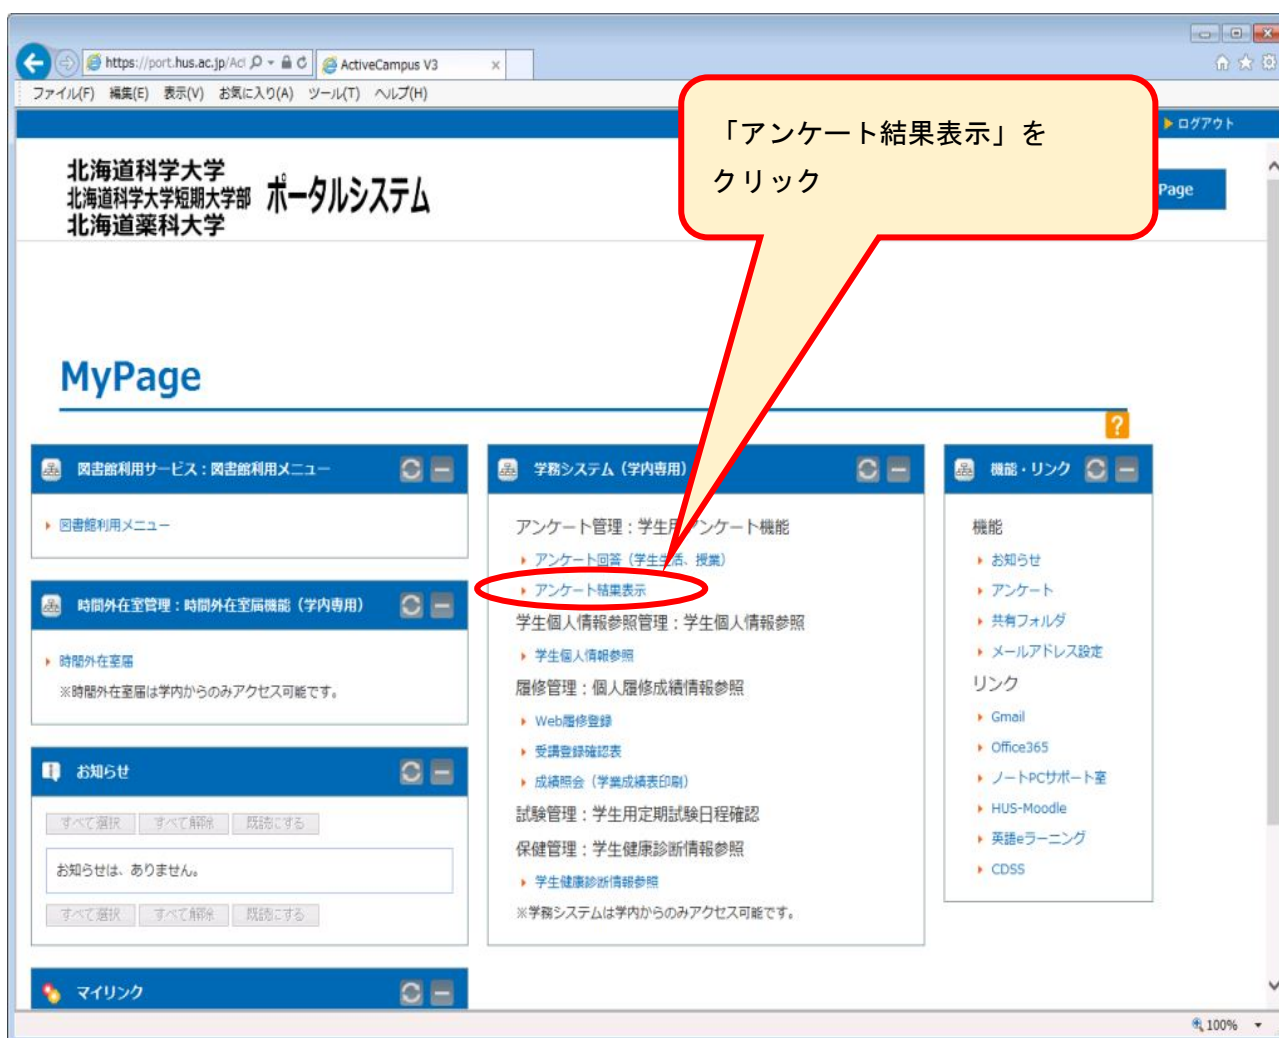 https://port.hus.ac.jp/Act
ActiveCampus V3
ファイル(F) 編集(E) 表示(V) お気に入り(A) ツール(T) ヘルプ(H)
ログアウト
「アンケート結果表示」を
クリック
北海道科学大学
北海道科学大学短期大学部
北海道薬科大学
ポータルシステム
Page
MyPage
?
図書館利用サービス：図書館利用メニュー
図書館利用メニュー
時間外在室管理：時間外在室届機能（学内専用）
時間外在室届
※時間外在室届は学内からのみアクセス可能です。
お知らせ
すべて選択 すべて解除 既読にする
お知らせは、ありません。
すべて選択 すべて解除 既読にする
マイリンク
学務システム（学内専用）
アンケート管理：学生用アンケート機能
アンケート回答（学生生活、授業）
アンケート結果表示
学生個人情報参照管理：学生個人情報参照
学生個人情報参照
履修管理：個人履修成績情報参照
Web履修登録
受講登録確認表
成績照会（学業成績表印刷）
試験管理：学生用定期試験日程確認
保健管理：学生健康診断情報参照
学生健康診断情報参照
※学務システムは学内からのみアクセス可能です。
機能・リンク
機能
お知らせ
アンケート
共有フォルダ
メールアドレス設定
リンク
Gmail
Office365
ノートPCサポート室
HUS-Moodle
英語eラーニング
CDSS
100%